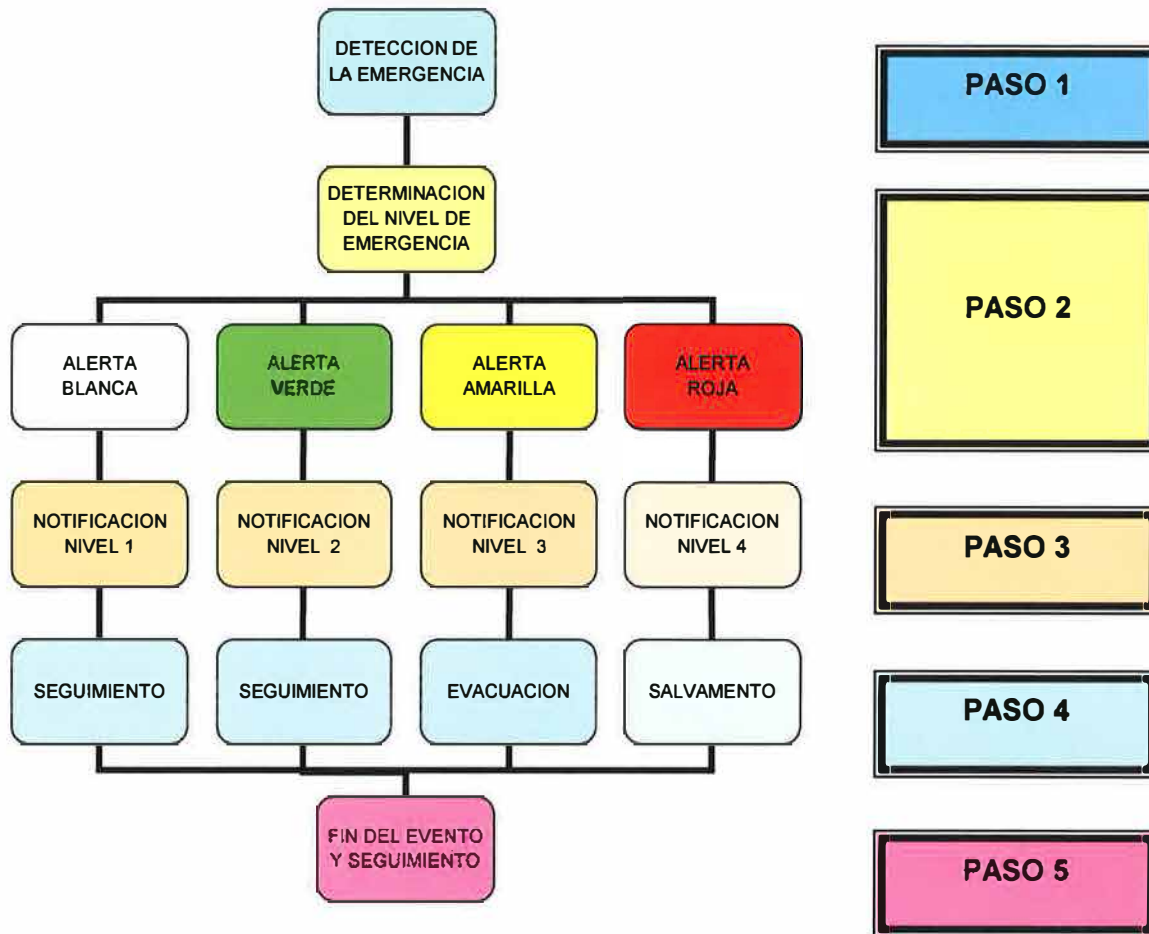 DETECCION DE
LA EMERGENCIA
PASO 1
DETERMINACION
DEL NIVEL DE
EMERGENCIA
PASO 2
ALERTA
BLANCA
ALERTA
VERDE
ALERTA
AMARILLA
ALERTA
ROJA
NOTIFICACION
NIVEL 1
NOTIFICACION
NIVEL 2
NOTIFICACION
NIVEL 3
NOTIFICACION
NIVEL 4
PASO 3
SEGUIMIENTO
SEGUIMIENTO
EVACUACION
SALVAMENTO
PASO 4
FIN DEL EVENTO
Y SEGUIMIENTO
PASO 5